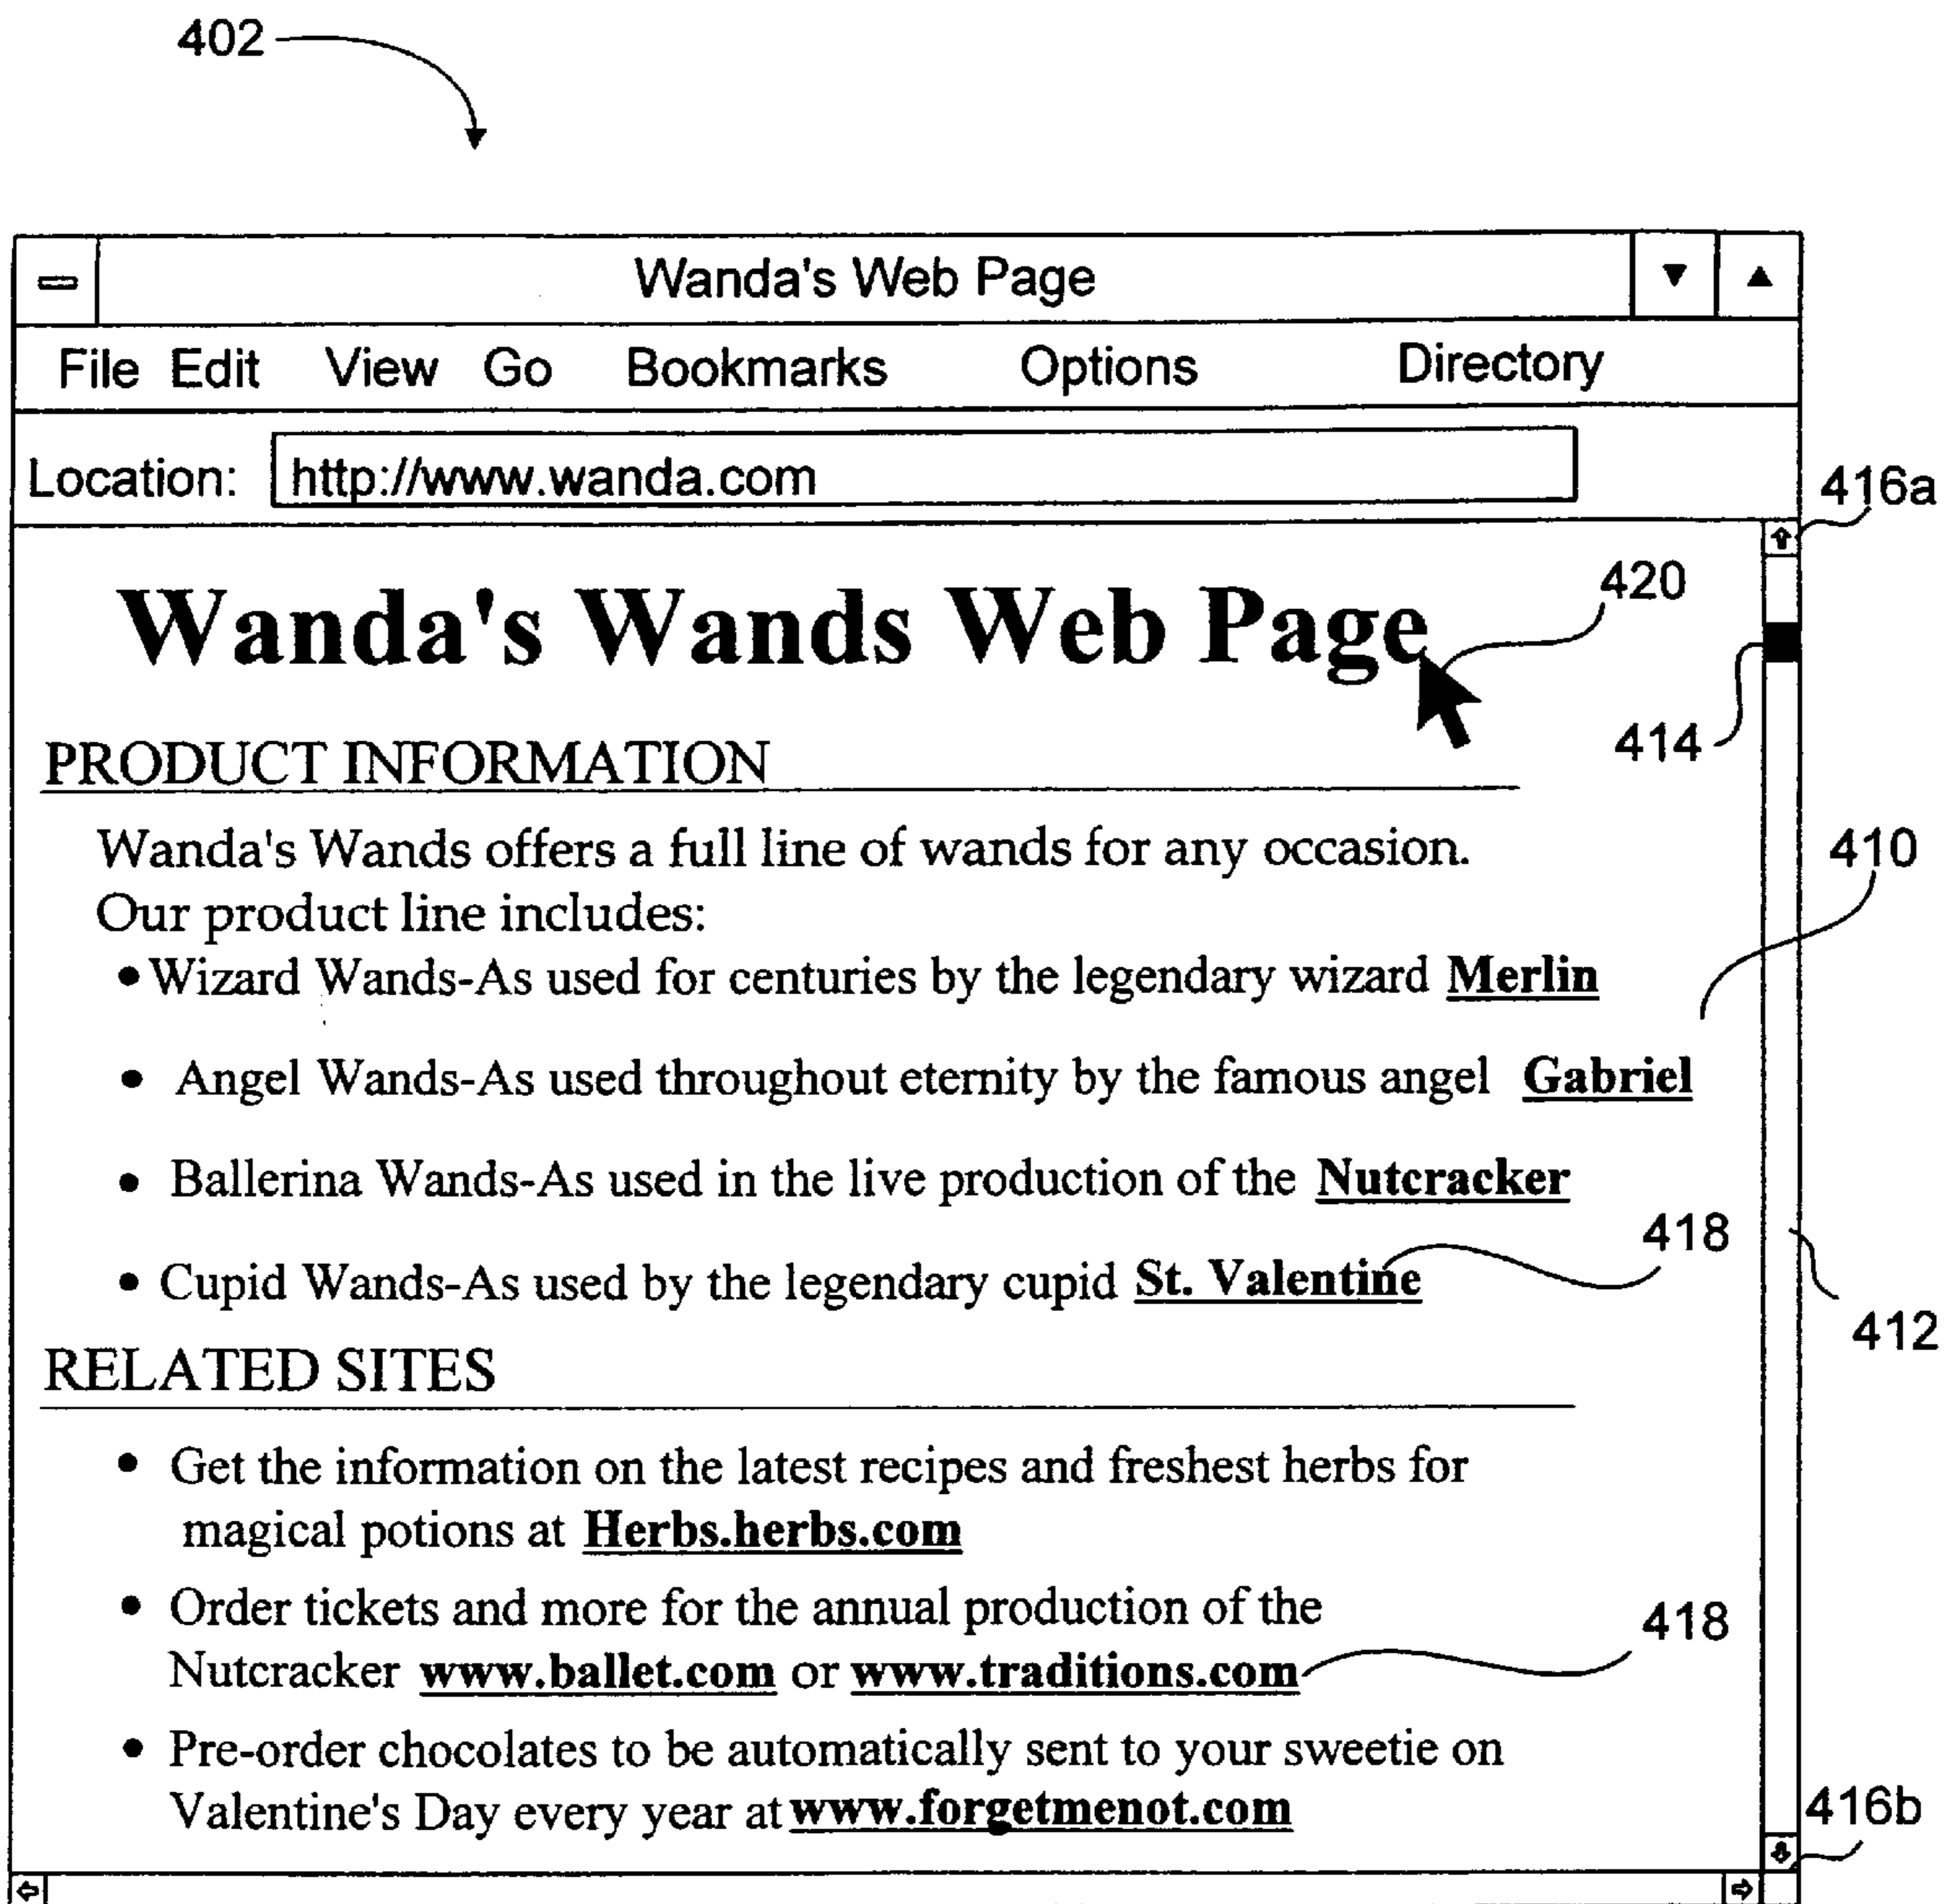 402
Wanda's Web Page
File Edit View Go Bookmarks Options Directory
Location: http://www.wanda.com
416a
Wanda's Wands Web Page
420
414
PRODUCT INFORMATION
Wanda's Wands offers a full line of wands for any occasion.
410
Our product line includes:
•Wizard Wands-As used for centuries by the legendary wizard Merlin
• Angel Wands-As used throughout eternity by the famous angel Gabriel
• Ballerina Wands-As used in the live production of the Nutcracker
418
• Cupid Wands-As used by the legendary cupid St. Valentine
412
RELATED SITES
• Get the information on the latest recipes and freshest herbs for
magical potions at Herbs.herbs.com
• Order tickets and more for the annual production of the
418
Nutcracker www.ballet.com or www.traditions.com
• Pre-order chocolates to be automatically sent to your sweetie on
Valentine's Day every year at www.forgetmenot.com
416b